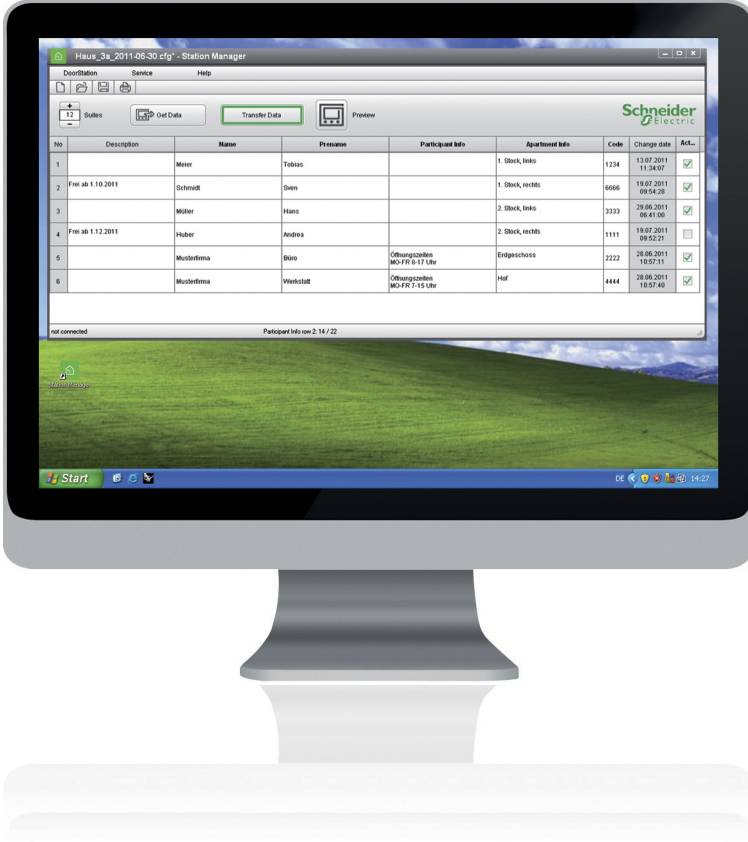 Haus_3a_2011-06-30.cfg* - Station Manager
DoorStation Service Help
+
12 Suites Get Data Transfer Data Preview
-
Schneider
Electric
No Description Name Prename Participant Info Apartment Info Code Change date Act...
1 Meier Tobias 1. Stock, links 1234 13.07.2011
11:34:07
2 Frei ab 1.10.2011 Schmidt Sven 1. Stock, rechts 6666 19.07.2011
09:54:28
3 Müller Hans 2. Stock, links 3333 29.06.2011
06:41:00
4 Frei ab 1.12.2011 Huber Andrea 2. Stock, rechts 1111 19.07.2011
09:52:21
5 Musterfirma Büro Öffnungszeiten Erdgeschoss 2222 28.06.2011
MO-FR 8-17 Uhr 10:57:11
6 Musterfirma Werkstatt Öffnungszeiten Hof 4444 28.06.2011
MO-FR 7-15 Uhr 10:57:40
not connected Participant Info row 2: 14 / 22
Station Manager
Start DE 14:27